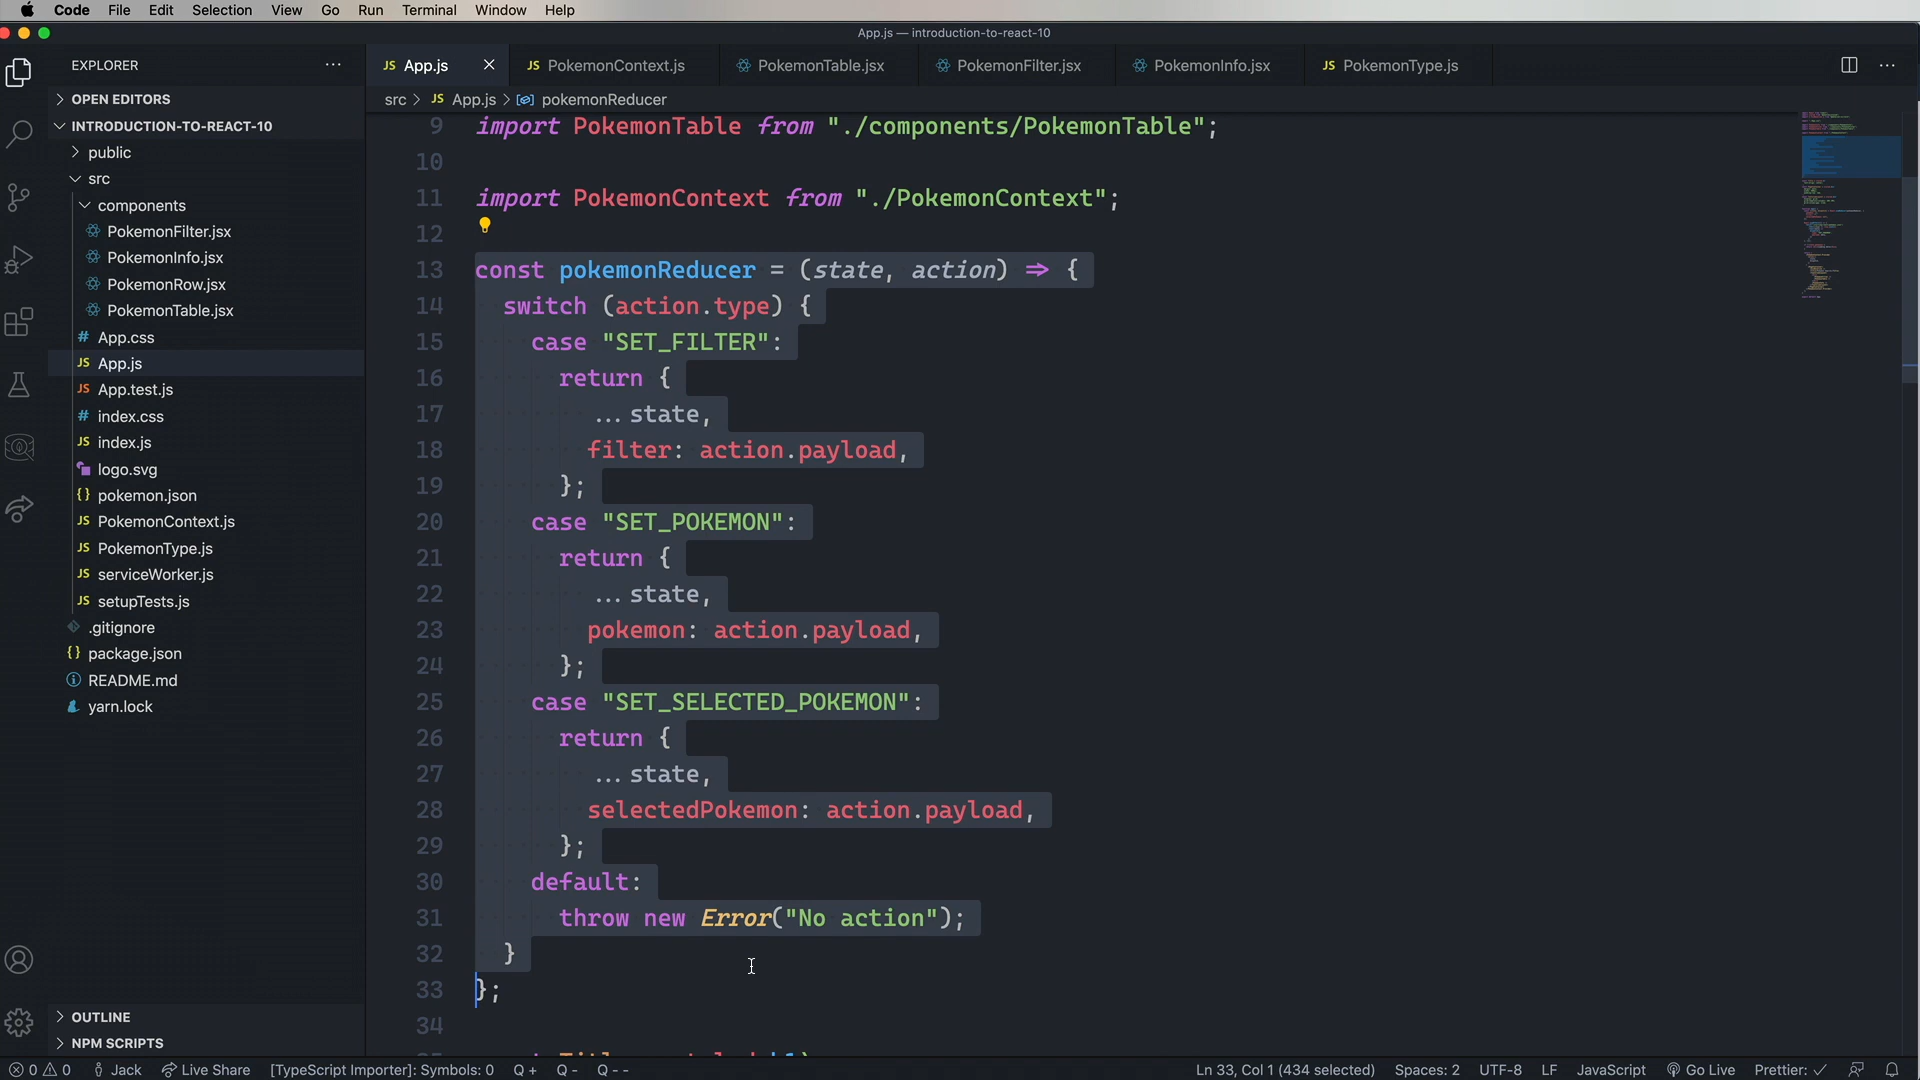 Code File Edit Selection View Go Run Terminal Window Help
App.js — introduction-to-react-10
EXPLORER
OPEN EDITORS
INTRODUCTION-TO-REACT-10
public
src
components
PokemonFilter.jsx
PokemonInfo.jsx
PokemonRow.jsx
PokemonTable.jsx
# App.css
JS App.js
JS App.test.js
# index.css
JS index.js
logo.svg
{} pokemon.json
JS PokemonContext.js
JS PokemonType.js
JS serviceWorker.js
JS setupTests.js
.gitignore
{} package.json
README.md
yarn.lock
OUTLINE
NPM SCRIPTS
JS App.js JS PokemonContext.js PokemonTable.jsx PokemonFilter.jsx PokemonInfo.jsx JS PokemonType.js
src > JS App.js > pokemonReducer
9 import PokemonTable from "./components/PokemonTable";
10
11 import PokemonContext from "./PokemonContext";
12
13 const pokemonReducer = (state, action) => {
14 switch (action.type) {
15 case "SET_FILTER":
16 return {
17 ...state,
18 filter: action.payload,
19 };
20 case "SET_POKEMON":
21 return {
22 ...state,
23 pokemon: action.payload,
24 };
25 case "SET_SELECTED_POKEMON":
26 return {
27 ...state,
28 selectedPokemon: action.payload,
29 };
30 default:
31 throw new Error("No action");
32 }
33 };
34
0 0 Jack Live Share [TypeScript Importer]: Symbols: 0 Q + Q - Q - - Ln 33, Col 1 (434 selected) Spaces: 2 UTF-8 LF JavaScript Go Live Prettier: ✓